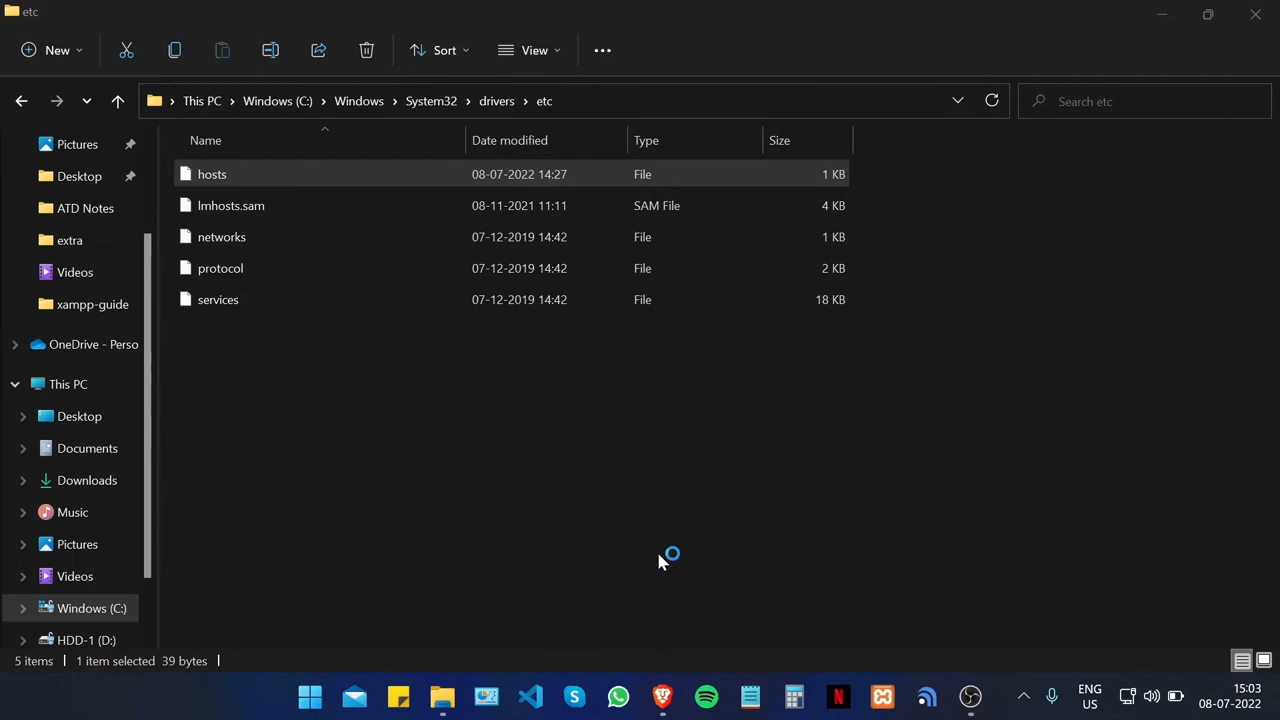 etc
New
Sort
View
This PC > Windows (C:) > Windows > System32 > drivers > etc
Search etc
Name Date modified Type Size
hosts 08-07-2022 14:27 File 1 KB
lmhosts.sam 08-11-2021 11:11 SAM File 4 KB
networks 07-12-2019 14:42 File 1 KB
protocol 07-12-2019 14:42 File 2 KB
services 07-12-2019 14:42 File 18 KB
Pictures
Desktop
ATD Notes
extra
Videos
xampp-guide
OneDrive - Perso
This PC
Desktop
Documents
Downloads
Music
Pictures
Videos
Windows (C:)
HDD-1 (D:)
5 items 1 item selected 39 bytes
ENG
US
15:03
08-07-2022